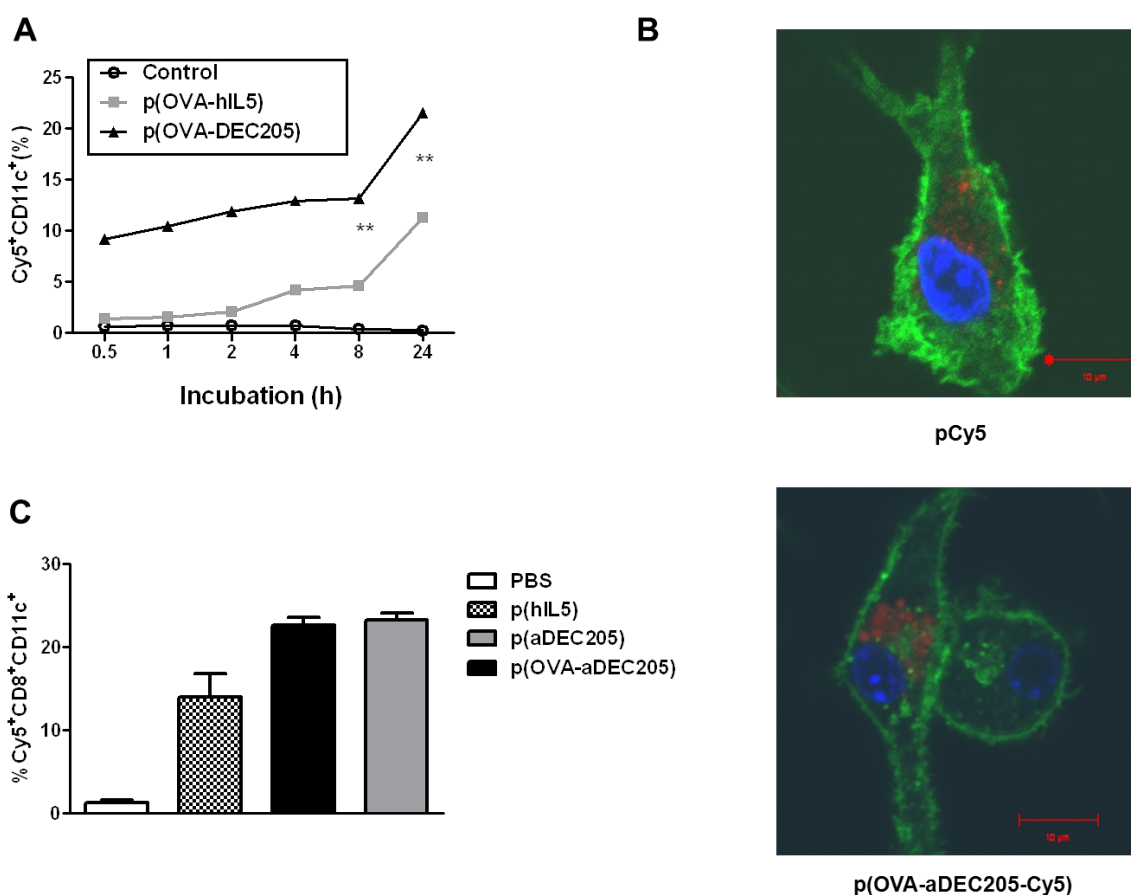 A
Control
p(OVA-hIL5)
p(OVA-DEC205)
Cy5⁺CD11c⁺(%)
25
20
15
10
5
0
**
**
0.5 1 2 4 8 24
Incubation (h)
B
10 µm
pCy5
C
% Cy5⁺CD8⁺CD11c⁺
30
20
10
0
PBS
p(hIL5)
p(aDEC205)
p(OVA-aDEC205)
10 µm
p(OVA-aDEC205-Cy5)